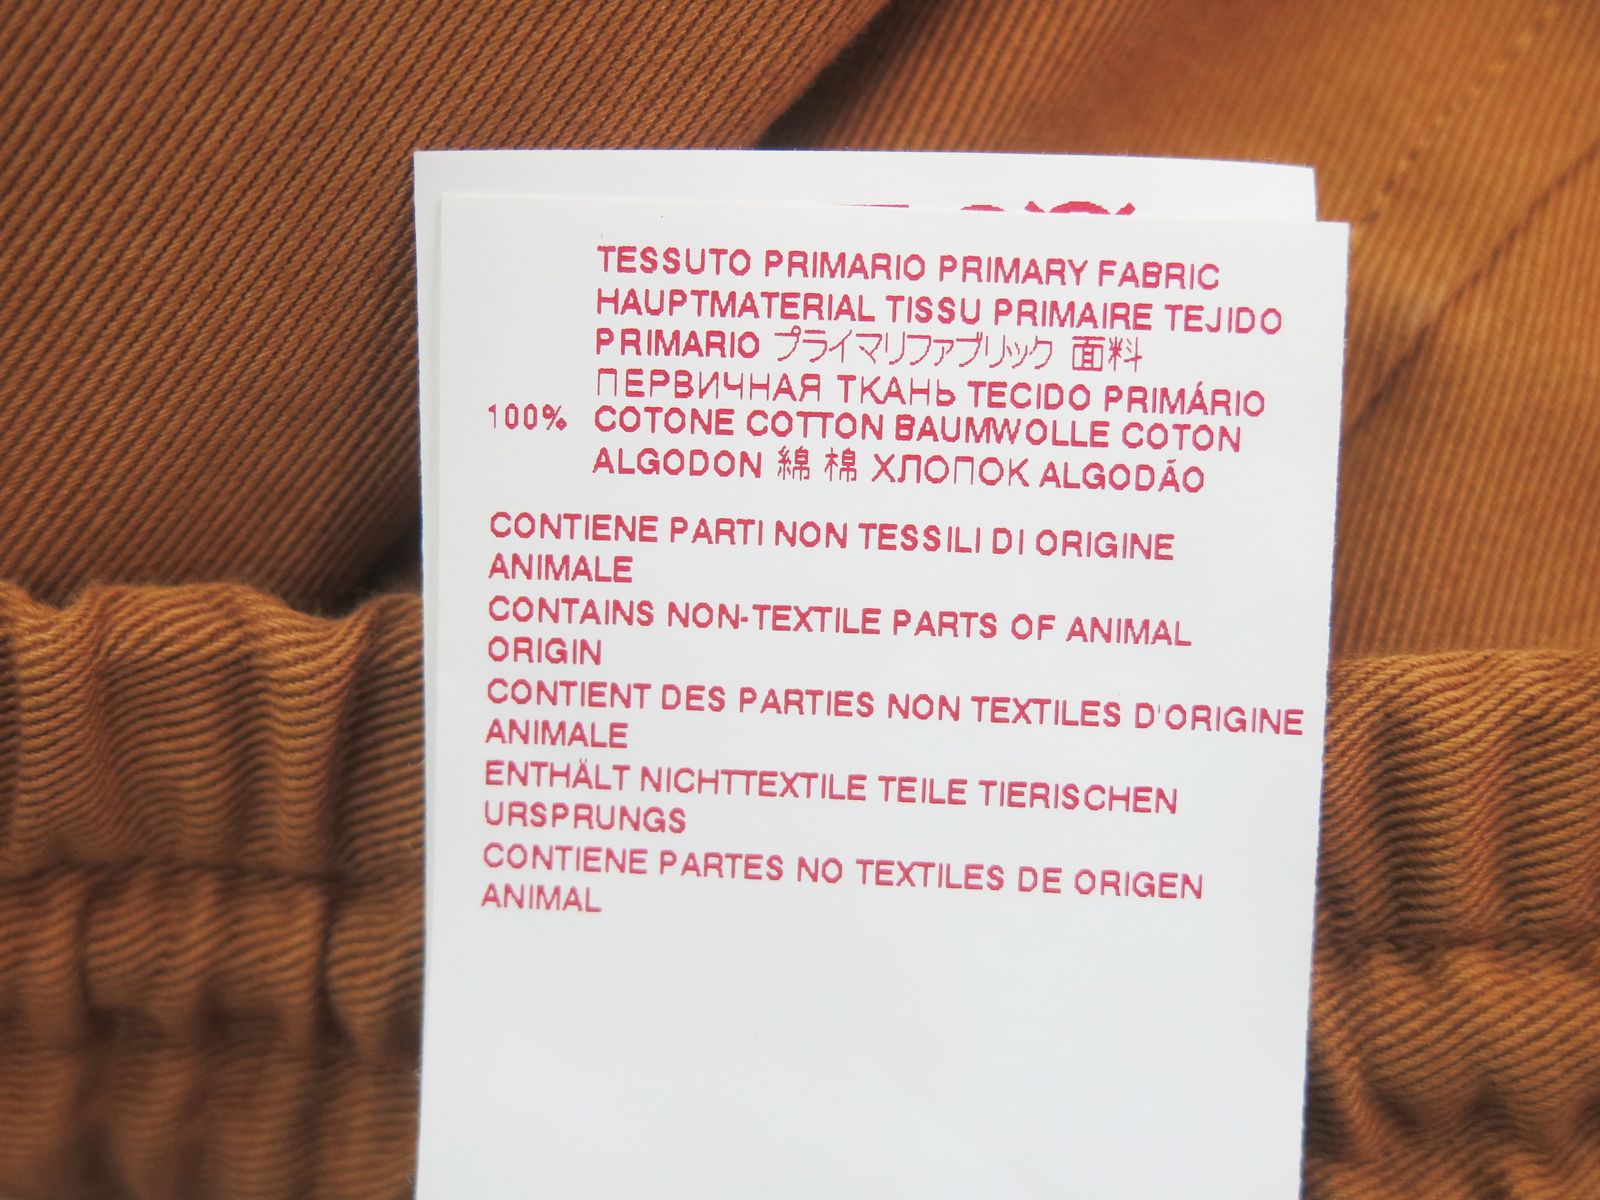 TESSUTO PRIMARIO PRIMARY FABRIC
HAUPTMATERIAL TISSU PRIMAIRE TEJIDO
PRIMARIO プライマリファブリック 面料
ПЕРВИЧНАЯ ТКАНЬ TECIDO PRIMÁRIO
100% COTONE COTTON BAUMWOLLE COTON
ALGODON 綿 棉 ХЛОПОК ALGODÃO
CONTIENE PARTI NON TESSILI DI ORIGINE
ANIMALE
CONTAINS NON-TEXTILE PARTS OF ANIMAL
ORIGIN
CONTIENT DES PARTIES NON TEXTILES D'ORIGINE
ANIMALE
ENTHÄLT NICHTTEXTILE TEILE TIERISCHEN
URSPRUNGS
CONTIENE PARTES NO TEXTILES DE ORIGEN
ANIMAL